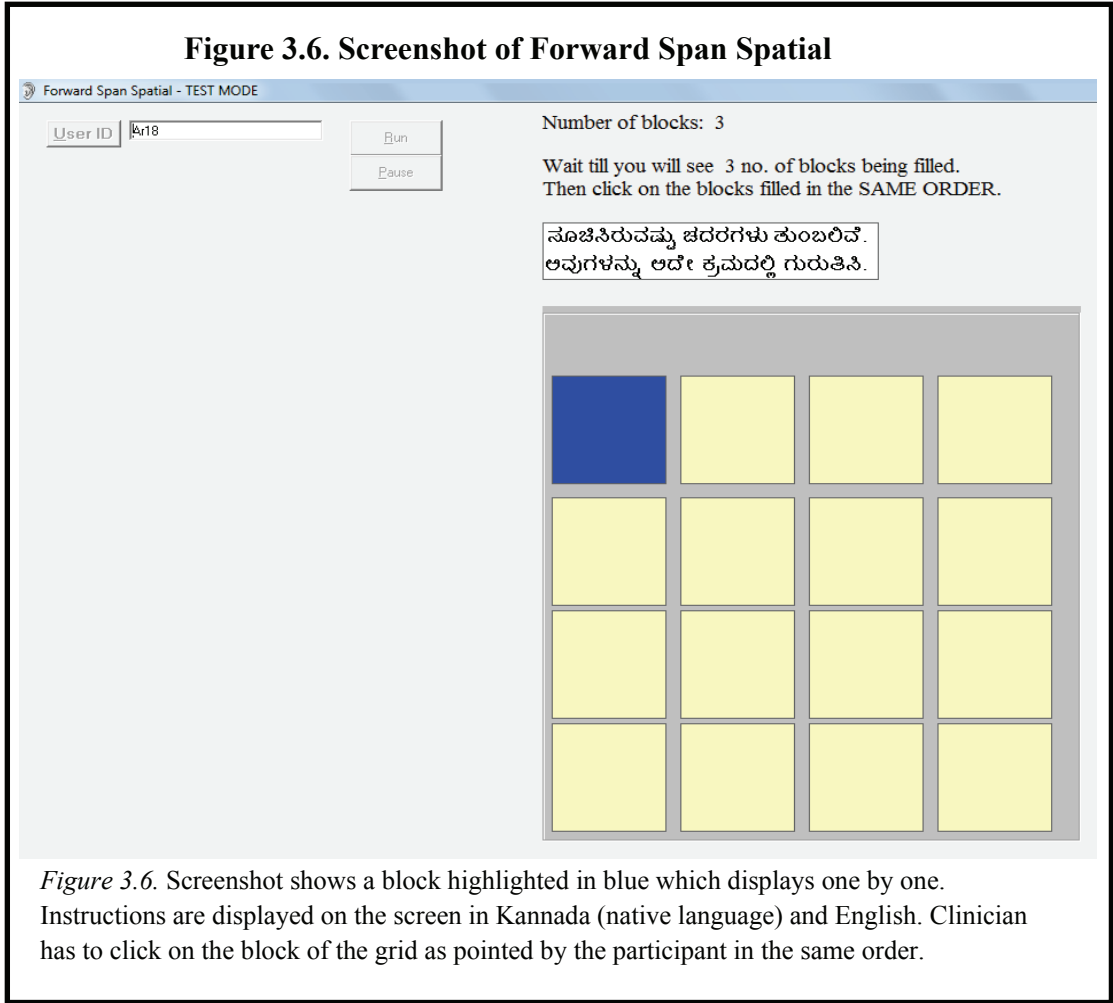 Figure 3.6. Screenshot of Forward Span Spatial
Forward Span Spatial - TEST MODE
User ID
Ar18
Run
Pause
Number of blocks: 3
Wait till you will see 3 no. of blocks being filled.
Then click on the blocks filled in the SAME ORDER.
ಸೂಚಿಸಿರುವಷ್ಟು ಚದರಗಳು ತುಂಬಲಿವೆ.
ಅವುಗಳನ್ನು ಅದೇ ಕ್ರಮದಲ್ಲಿ ಗುರುತಿಸಿ.
Figure 3.6. Screenshot shows a block highlighted in blue which displays one by one.
Instructions are displayed on the screen in Kannada (native language) and English. Clinician
has to click on the block of the grid as pointed by the participant in the same order.